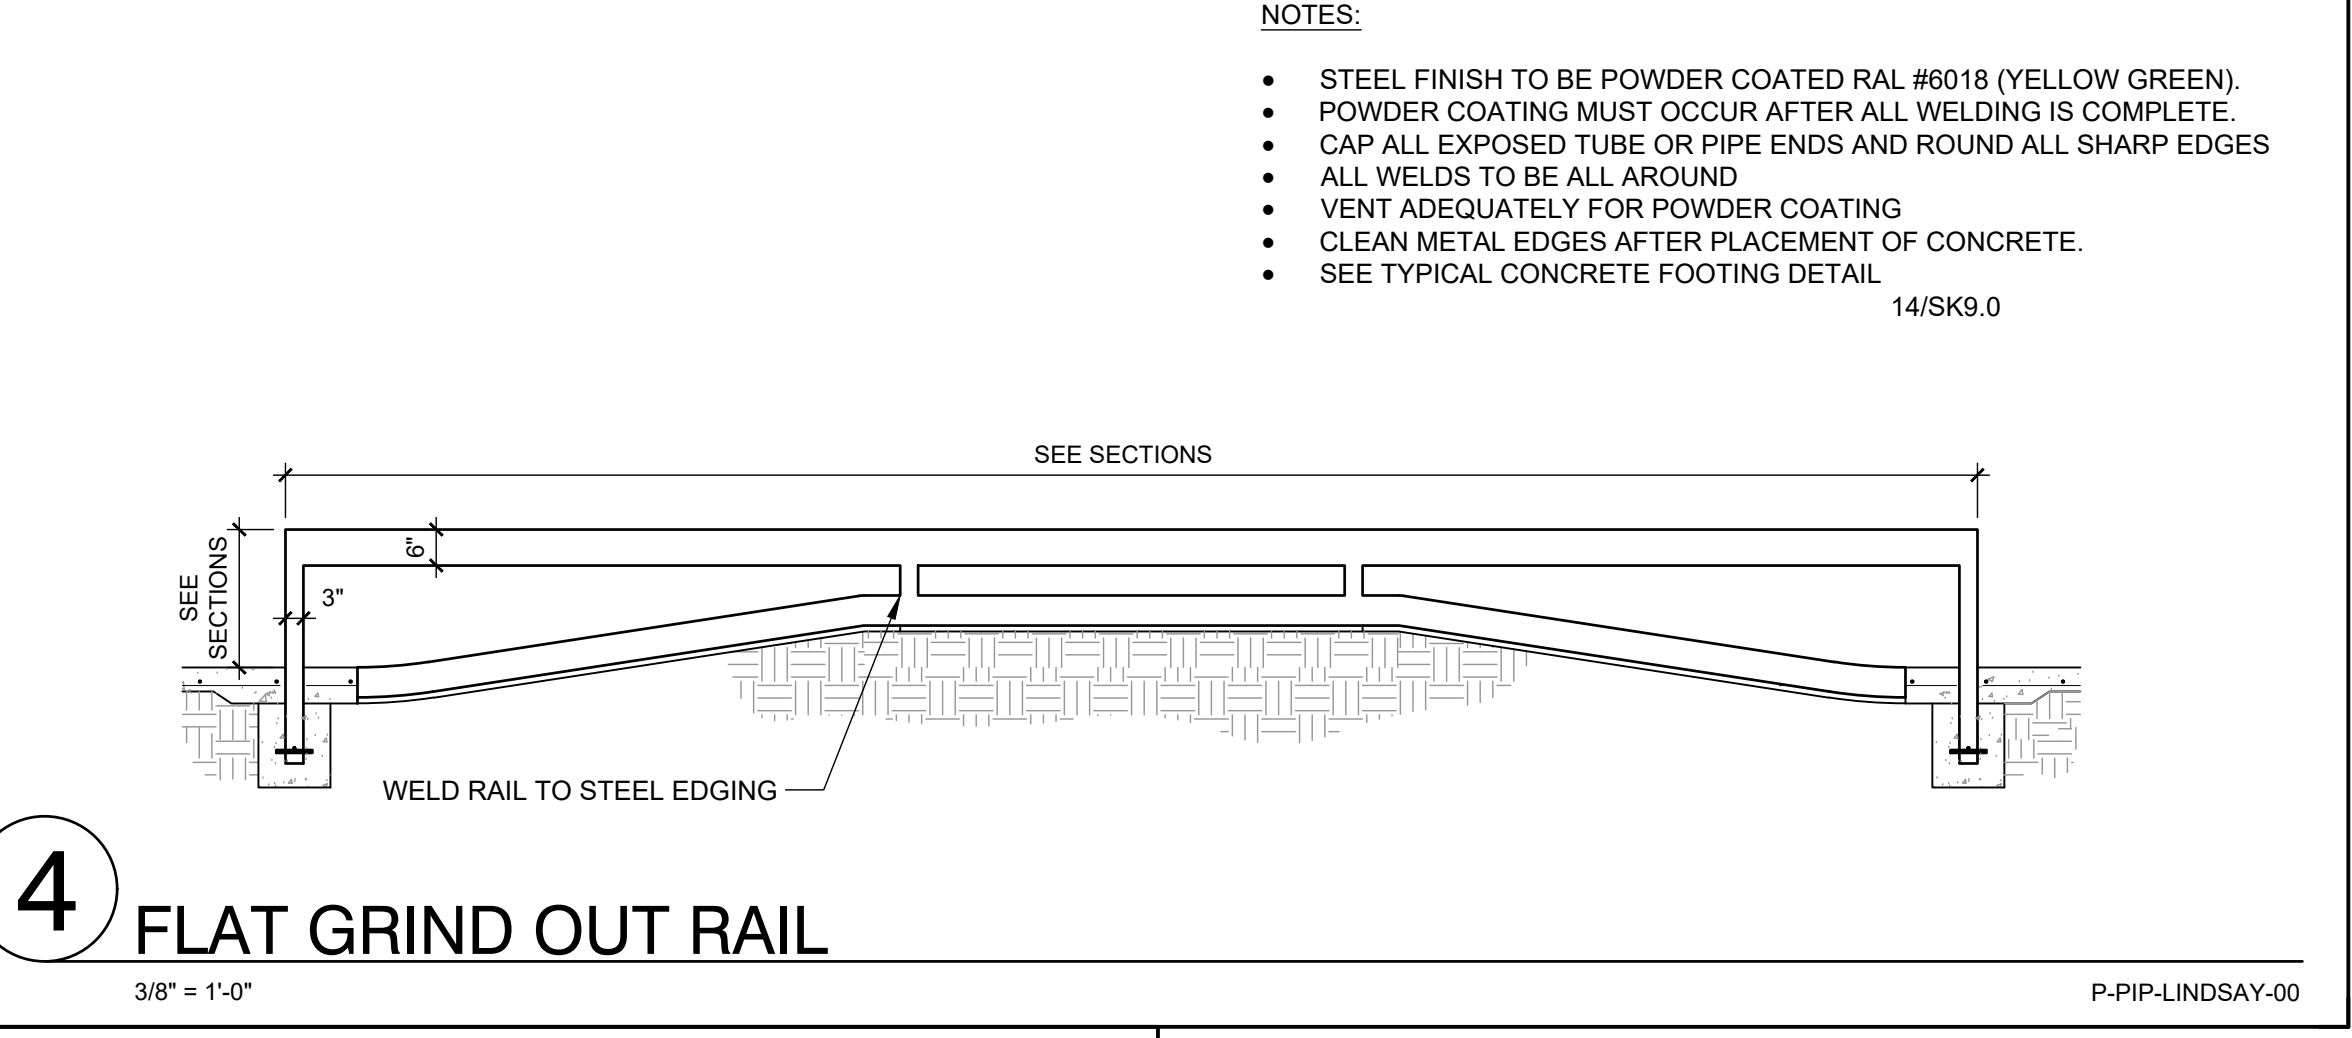 NOTES:
• STEEL FINISH TO BE POWDER COATED RAL #6018 (YELLOW GREEN).
• POWDER COATING MUST OCCUR AFTER ALL WELDING IS COMPLETE.
• CAP ALL EXPOSED TUBE OR PIPE ENDS AND ROUND ALL SHARP EDGES
• ALL WELDS TO BE ALL AROUND
• VENT ADEQUATELY FOR POWDER COATING
• CLEAN METAL EDGES AFTER PLACEMENT OF CONCRETE.
• SEE TYPICAL CONCRETE FOOTING DETAIL
14/SK9.0
SEE SECTIONS
SEE
SECTIONS
6"
3"
WELD RAIL TO STEEL EDGING
4
FLAT GRIND OUT RAIL
3/8" = 1'-0"
P-PIP-LINDSAY-00